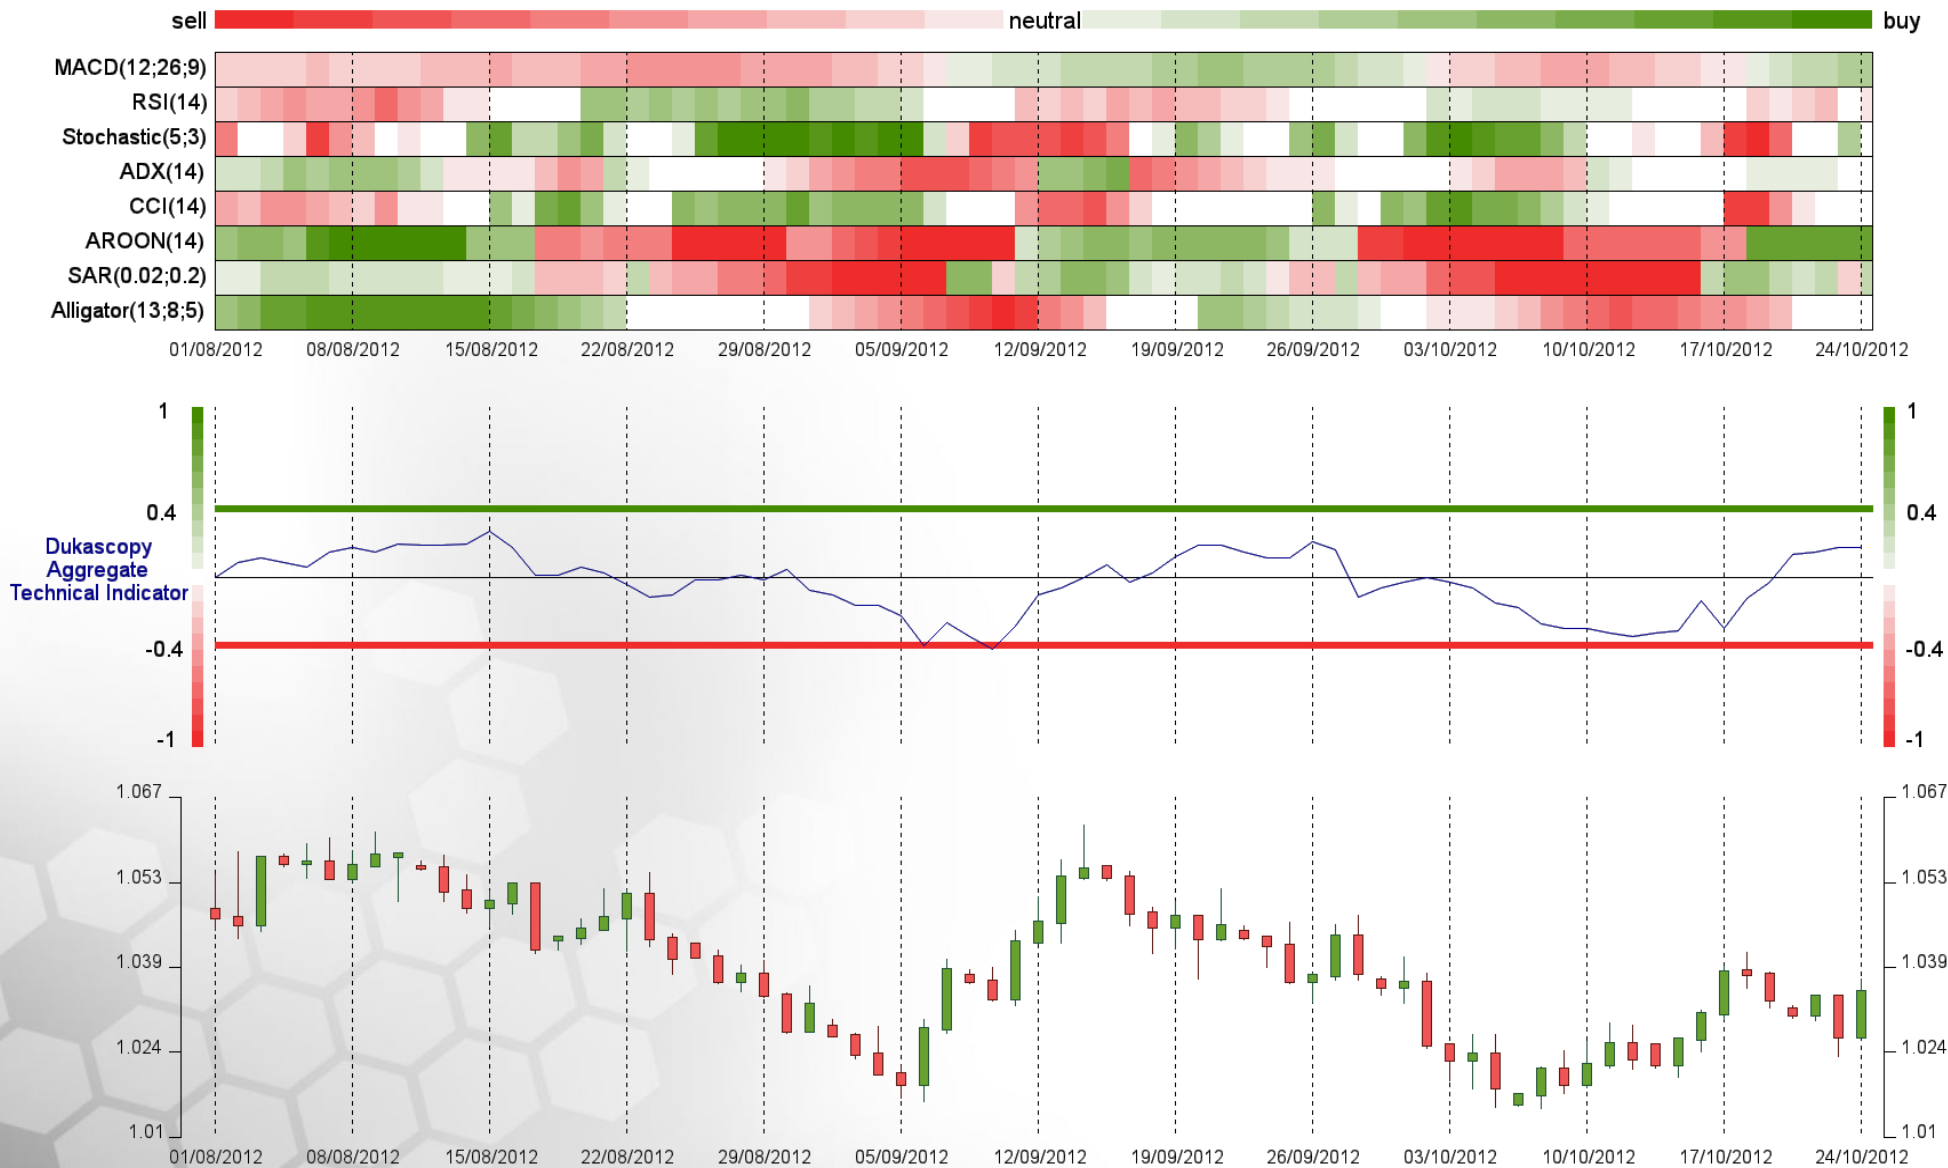 sell neutral buy
MACD(12;26;9)
RSI(14)
Stochastic(5;3)
ADX(14)
CCI(14)
AROON(14)
SAR(0.02;0.2)
Alligator(13;8;5)
01/08/2012 08/08/2012 15/08/2012 22/08/2012 29/08/2012 05/09/2012 12/09/2012 19/09/2012 26/09/2012 03/10/2012 10/10/2012 17/10/2012 24/10/2012
1 1
0.4 0.4
Dukascopy
Aggregate
Technical Indicator
-0.4 -0.4
-1 -1
1.067 1.067
1.053 1.053
1.039 1.039
1.024 1.024
1.01 1.01
01/08/2012 08/08/2012 15/08/2012 22/08/2012 29/08/2012 05/09/2012 12/09/2012 19/09/2012 26/09/2012 03/10/2012 10/10/2012 17/10/2012 24/10/2012